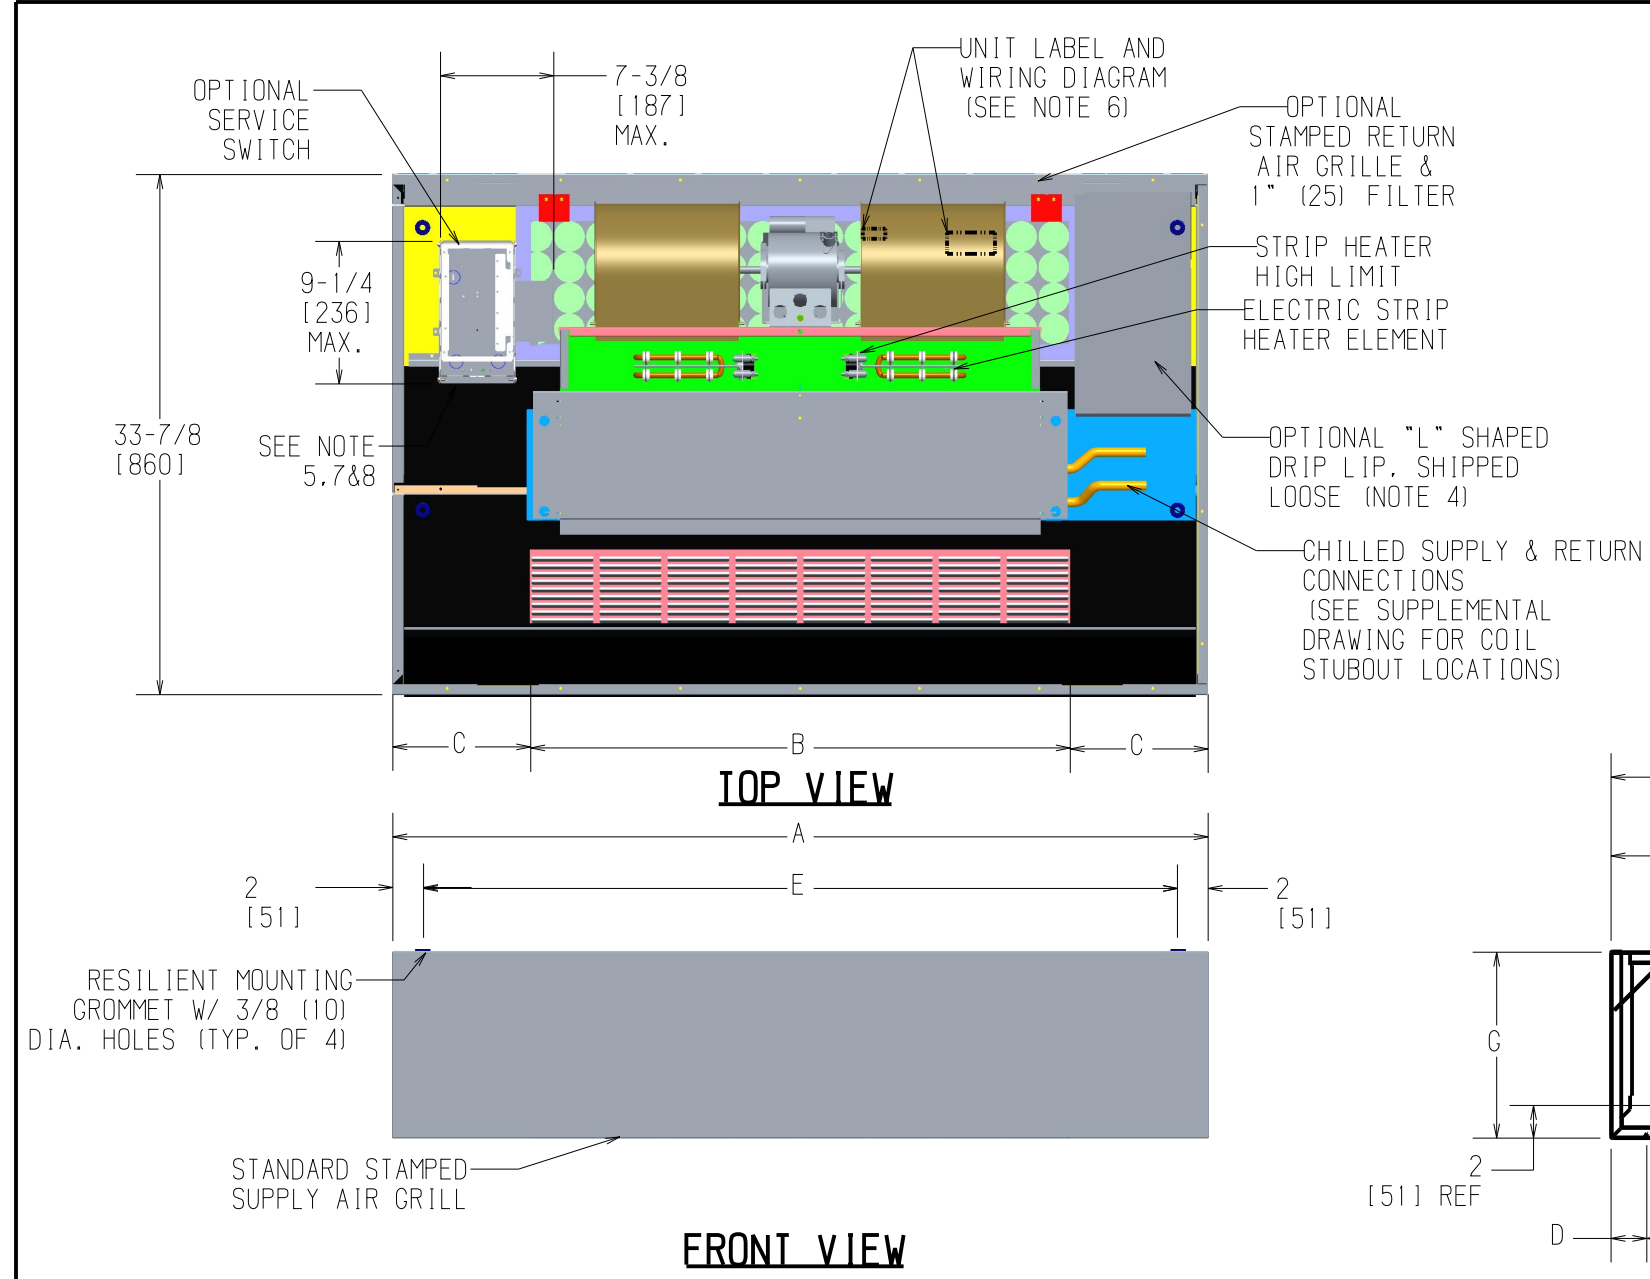 OPTIONAL
SERVICE
SWITCH
7-3/8
[187]
MAX.
UNIT LABEL AND
WIRING DIAGRAM
(SEE NOTE 6)
OPTIONAL
STAMPED RETURN
AIR GRILLE &
1" (25) FILTER
STRIP HEATER
HIGH LIMIT
ELECTRIC STRIP
HEATER ELEMENT
9-1/4
[236]
MAX.
33-7/8
[860]
SEE NOTE
5,7&8
OPTIONAL "L" SHAPED
DRIP LIP. SHIPPED
LOOSE (NOTE 4)
CHILLED SUPPLY & RETURN
CONNECTIONS
(SEE SUPPLEMENTAL
DRAWING FOR COIL
STUBOUT LOCATIONS)
C
B
C
TOP VIEW
A
2
[51]
E
2
[51]
RESILIENT MOUNTING
GROMMET W/ 3/8 (10)
DIA. HOLES (TYP. OF 4)
G
STANDARD STAMPED
SUPPLY AIR GRILL
2
[51] REF
D
FRONT VIEW